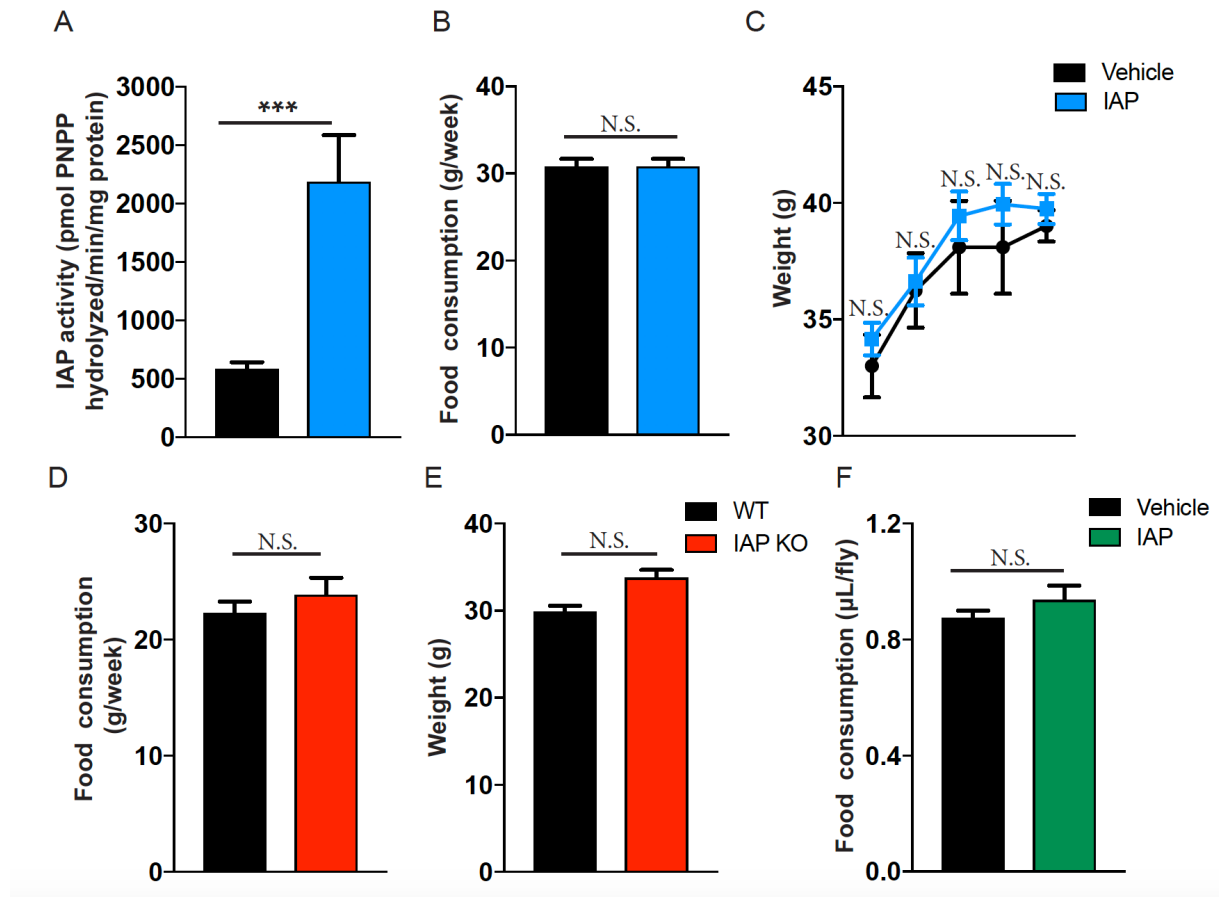 A
IAP activity (pmol PNPP
hydrolyzed/min/mg protein)
3000
2500
2000
1500
1000
500
0
***
B
Food consumption (g/week)
40
30
20
10
0
N.S.
C
Weight (g)
45
40
35
30
N.S.
N.S.
N.S.
N.S.
N.S.
Vehicle
IAP
D
Food consumption
(g/week)
30
20
10
0
N.S.
E
Weight (g)
40
30
20
10
0
N.S.
WT
IAP KO
F
Food consumption (µL/fly)
1.2
0.8
0.4
0.0
N.S.
Vehicle
IAP